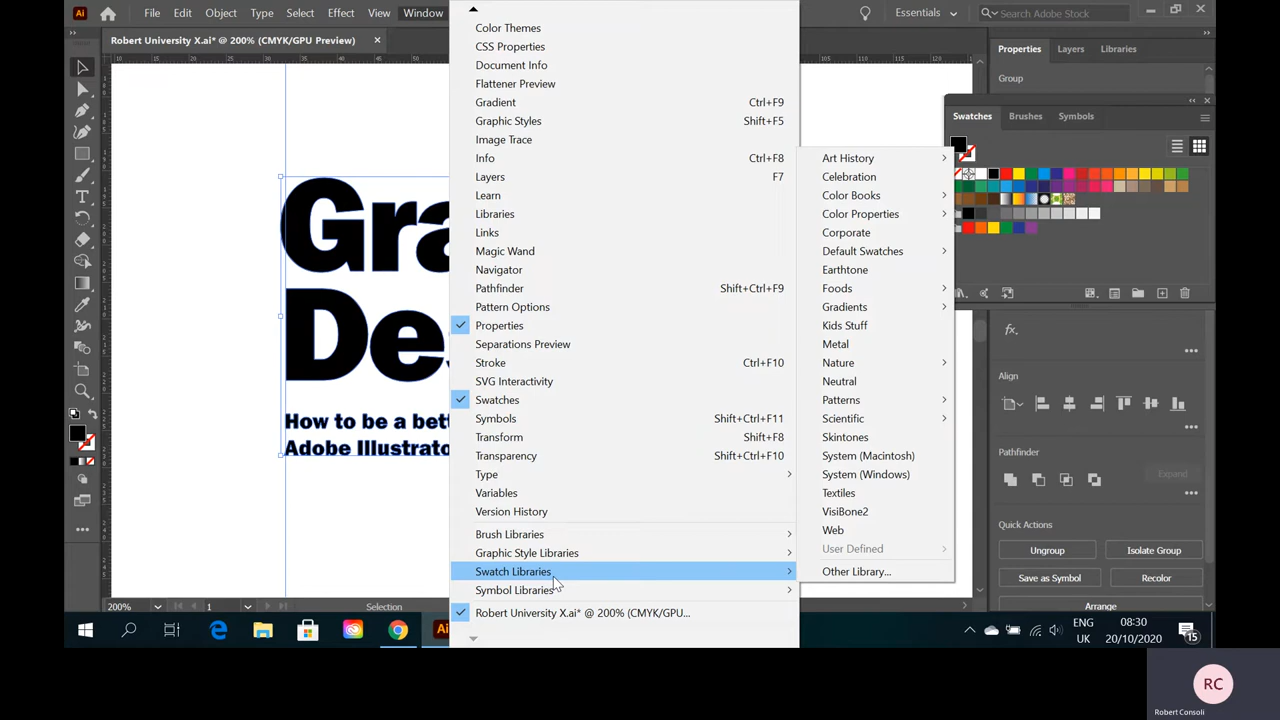 Ai File Edit Object Type Select Effect View Window Essentials Search Adobe Stock
Robert University X.ai* @ 200% (CMYK/GPU Preview)
Gra
Des
How to be a bett
Adobe Illustrato
200% 1 Selection
Color Themes
CSS Properties
Document Info
Flattener Preview
Gradient Ctrl+F9
Graphic Styles Shift+F5
Image Trace
Info Ctrl+F8
Layers F7
Learn
Libraries
Links
Magic Wand
Navigator
Pathfinder Shift+Ctrl+F9
Pattern Options
Properties
Separations Preview
Stroke Ctrl+F10
SVG Interactivity
Swatches
Symbols Shift+Ctrl+F11
Transform Shift+F8
Transparency Shift+Ctrl+F10
Type
Variables
Version History
Brush Libraries
Graphic Style Libraries
Swatch Libraries
Symbol Libraries
Robert University X.ai* @ 200% (CMYK/GPU...
Art History
Celebration
Color Books
Color Properties
Corporate
Default Swatches
Earthtone
Foods
Gradients
Kids Stuff
Metal
Nature
Neutral
Patterns
Scientific
Skintones
System (Macintosh)
System (Windows)
Textiles
VisiBone2
Web
User Defined
Other Library...
Properties Layers Libraries
Group
Swatches Brushes Symbols
fx.
Align
Pathfinder
Expand
Quick Actions
Ungroup Isolate Group
Save as Symbol Recolor
Arrange
Ai
ENG
UK
08:30
20/10/2020
15
RC
Robert Consoli